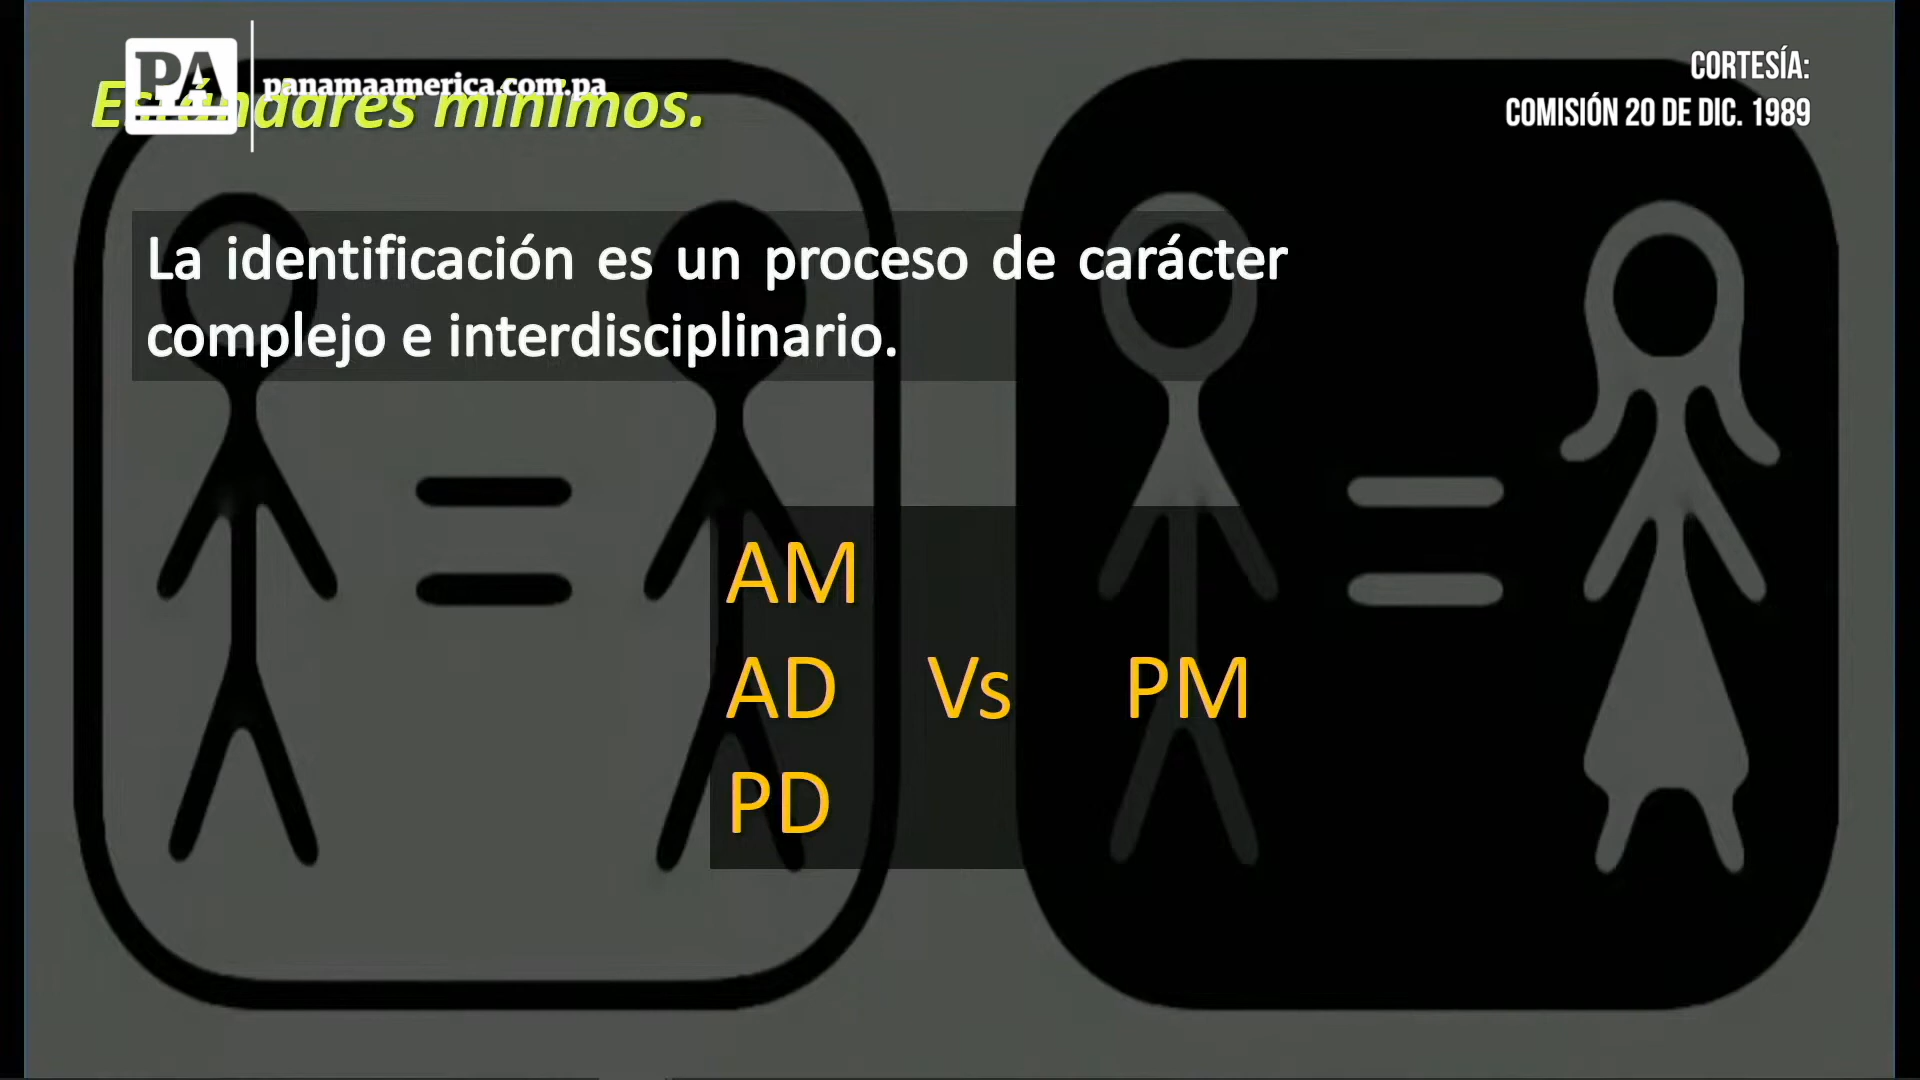 PA
panamaamerica.com.pa
CORTESÍA:
COMISIÓN 20 DE DIC. 1989
Estándares mínimos.
La identificación es un proceso de carácter
complejo e interdisciplinario.
AM
AD Vs PM
PD